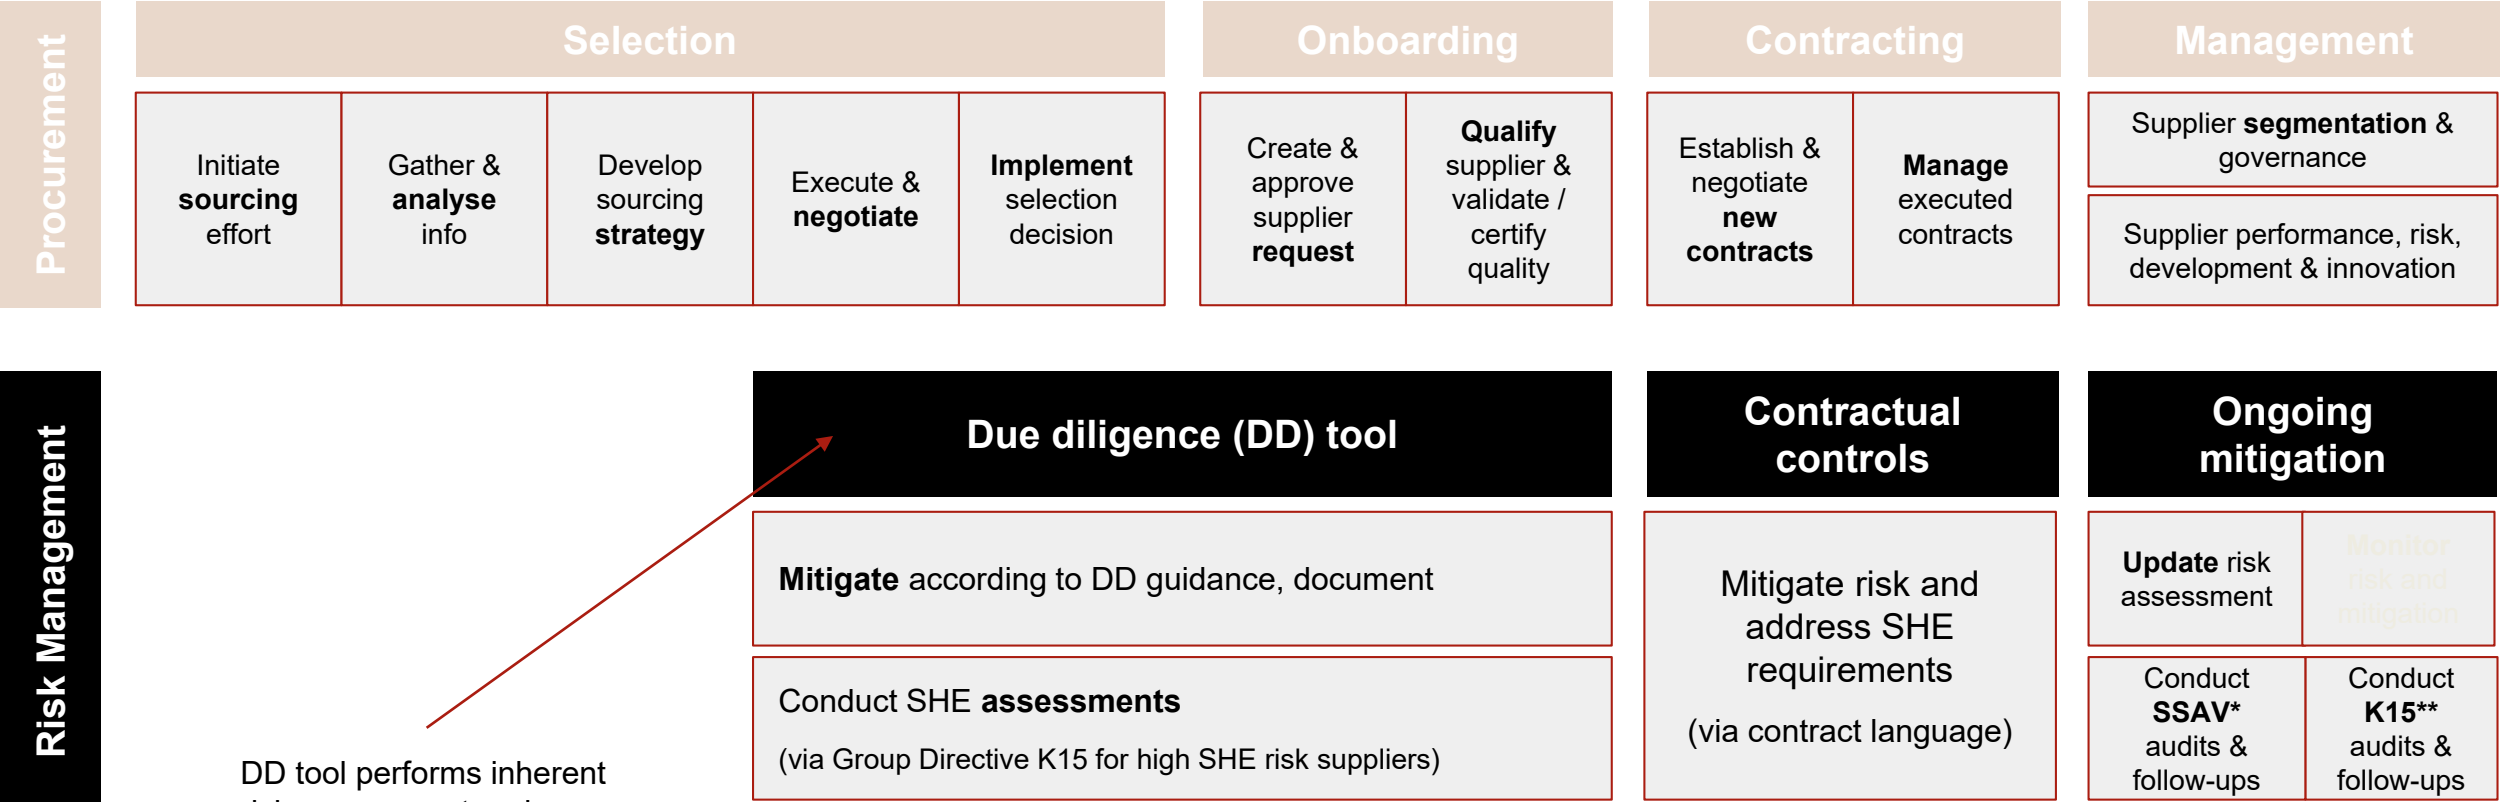 Procurement
Selection
Onboarding
Contracting
Management
Initiate
sourcing
effort
Gather &
analyse
info
Develop
sourcing
strategy
Execute &
negotiate
Implement
selection
decision
Create &
approve
supplier
request
Qualify
supplier &
validate /
certify
quality
Establish &
negotiate
new
contracts
Manage
executed
contracts
Supplier segmentation &
governance
Supplier performance, risk,
development & innovation
Risk Management
Due diligence (DD) tool
Contractual
controls
Ongoing
mitigation
Mitigate according to DD guidance, document
Conduct SHE assessments
(via Group Directive K15 for high SHE risk suppliers)
Mitigate risk and
address SHE
requirements
(via contract language)
Update risk
assessment
Monitor
risk and
mitigation
Conduct
SSAV*
audits &
follow-ups
Conduct
K15**
audits &
follow-ups
DD tool performs inherent